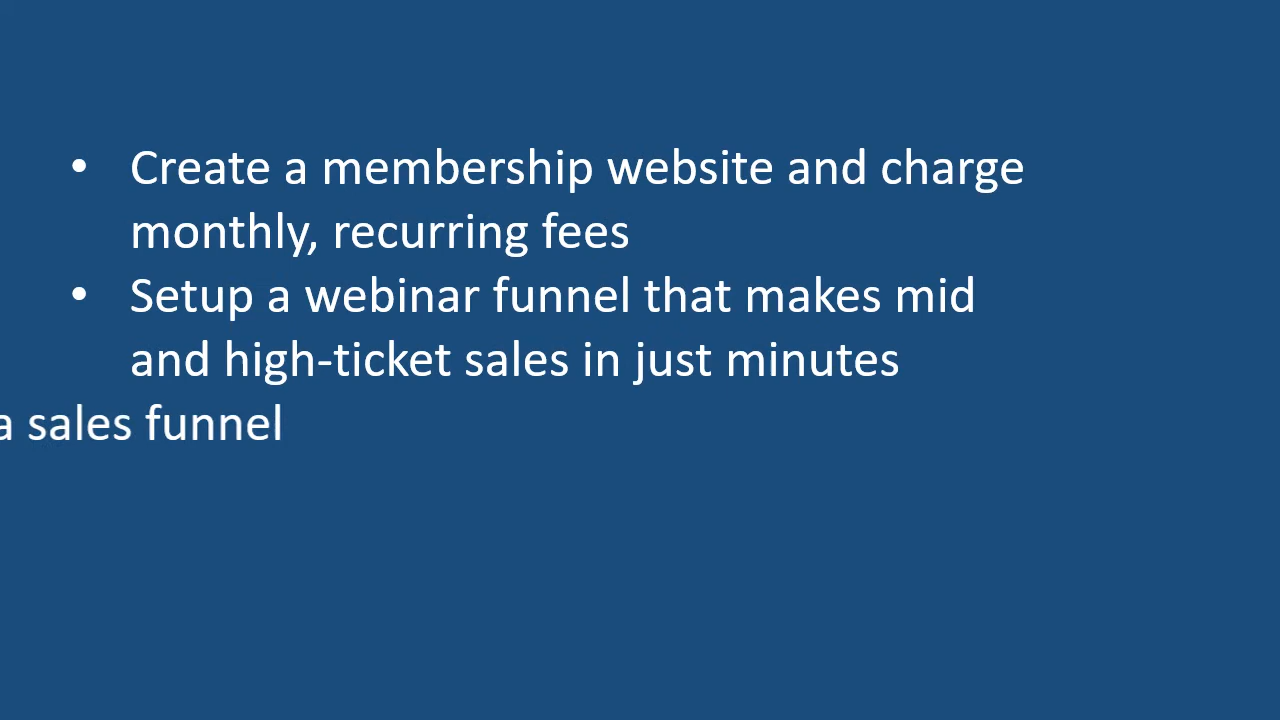 • Create a membership website and charge
monthly, recurring fees
• Setup a webinar funnel that makes mid
and high-ticket sales in just minutes
a sales funnel